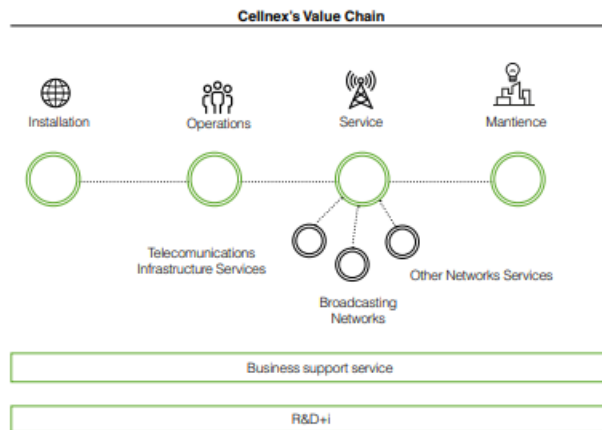 Cellnex's Value Chain
Installation
Operations
Service
Mantience
Telecomunications
Infrastructure Services
Broadcasting
Networks
Other Networks Services
Business support service
R&D+i